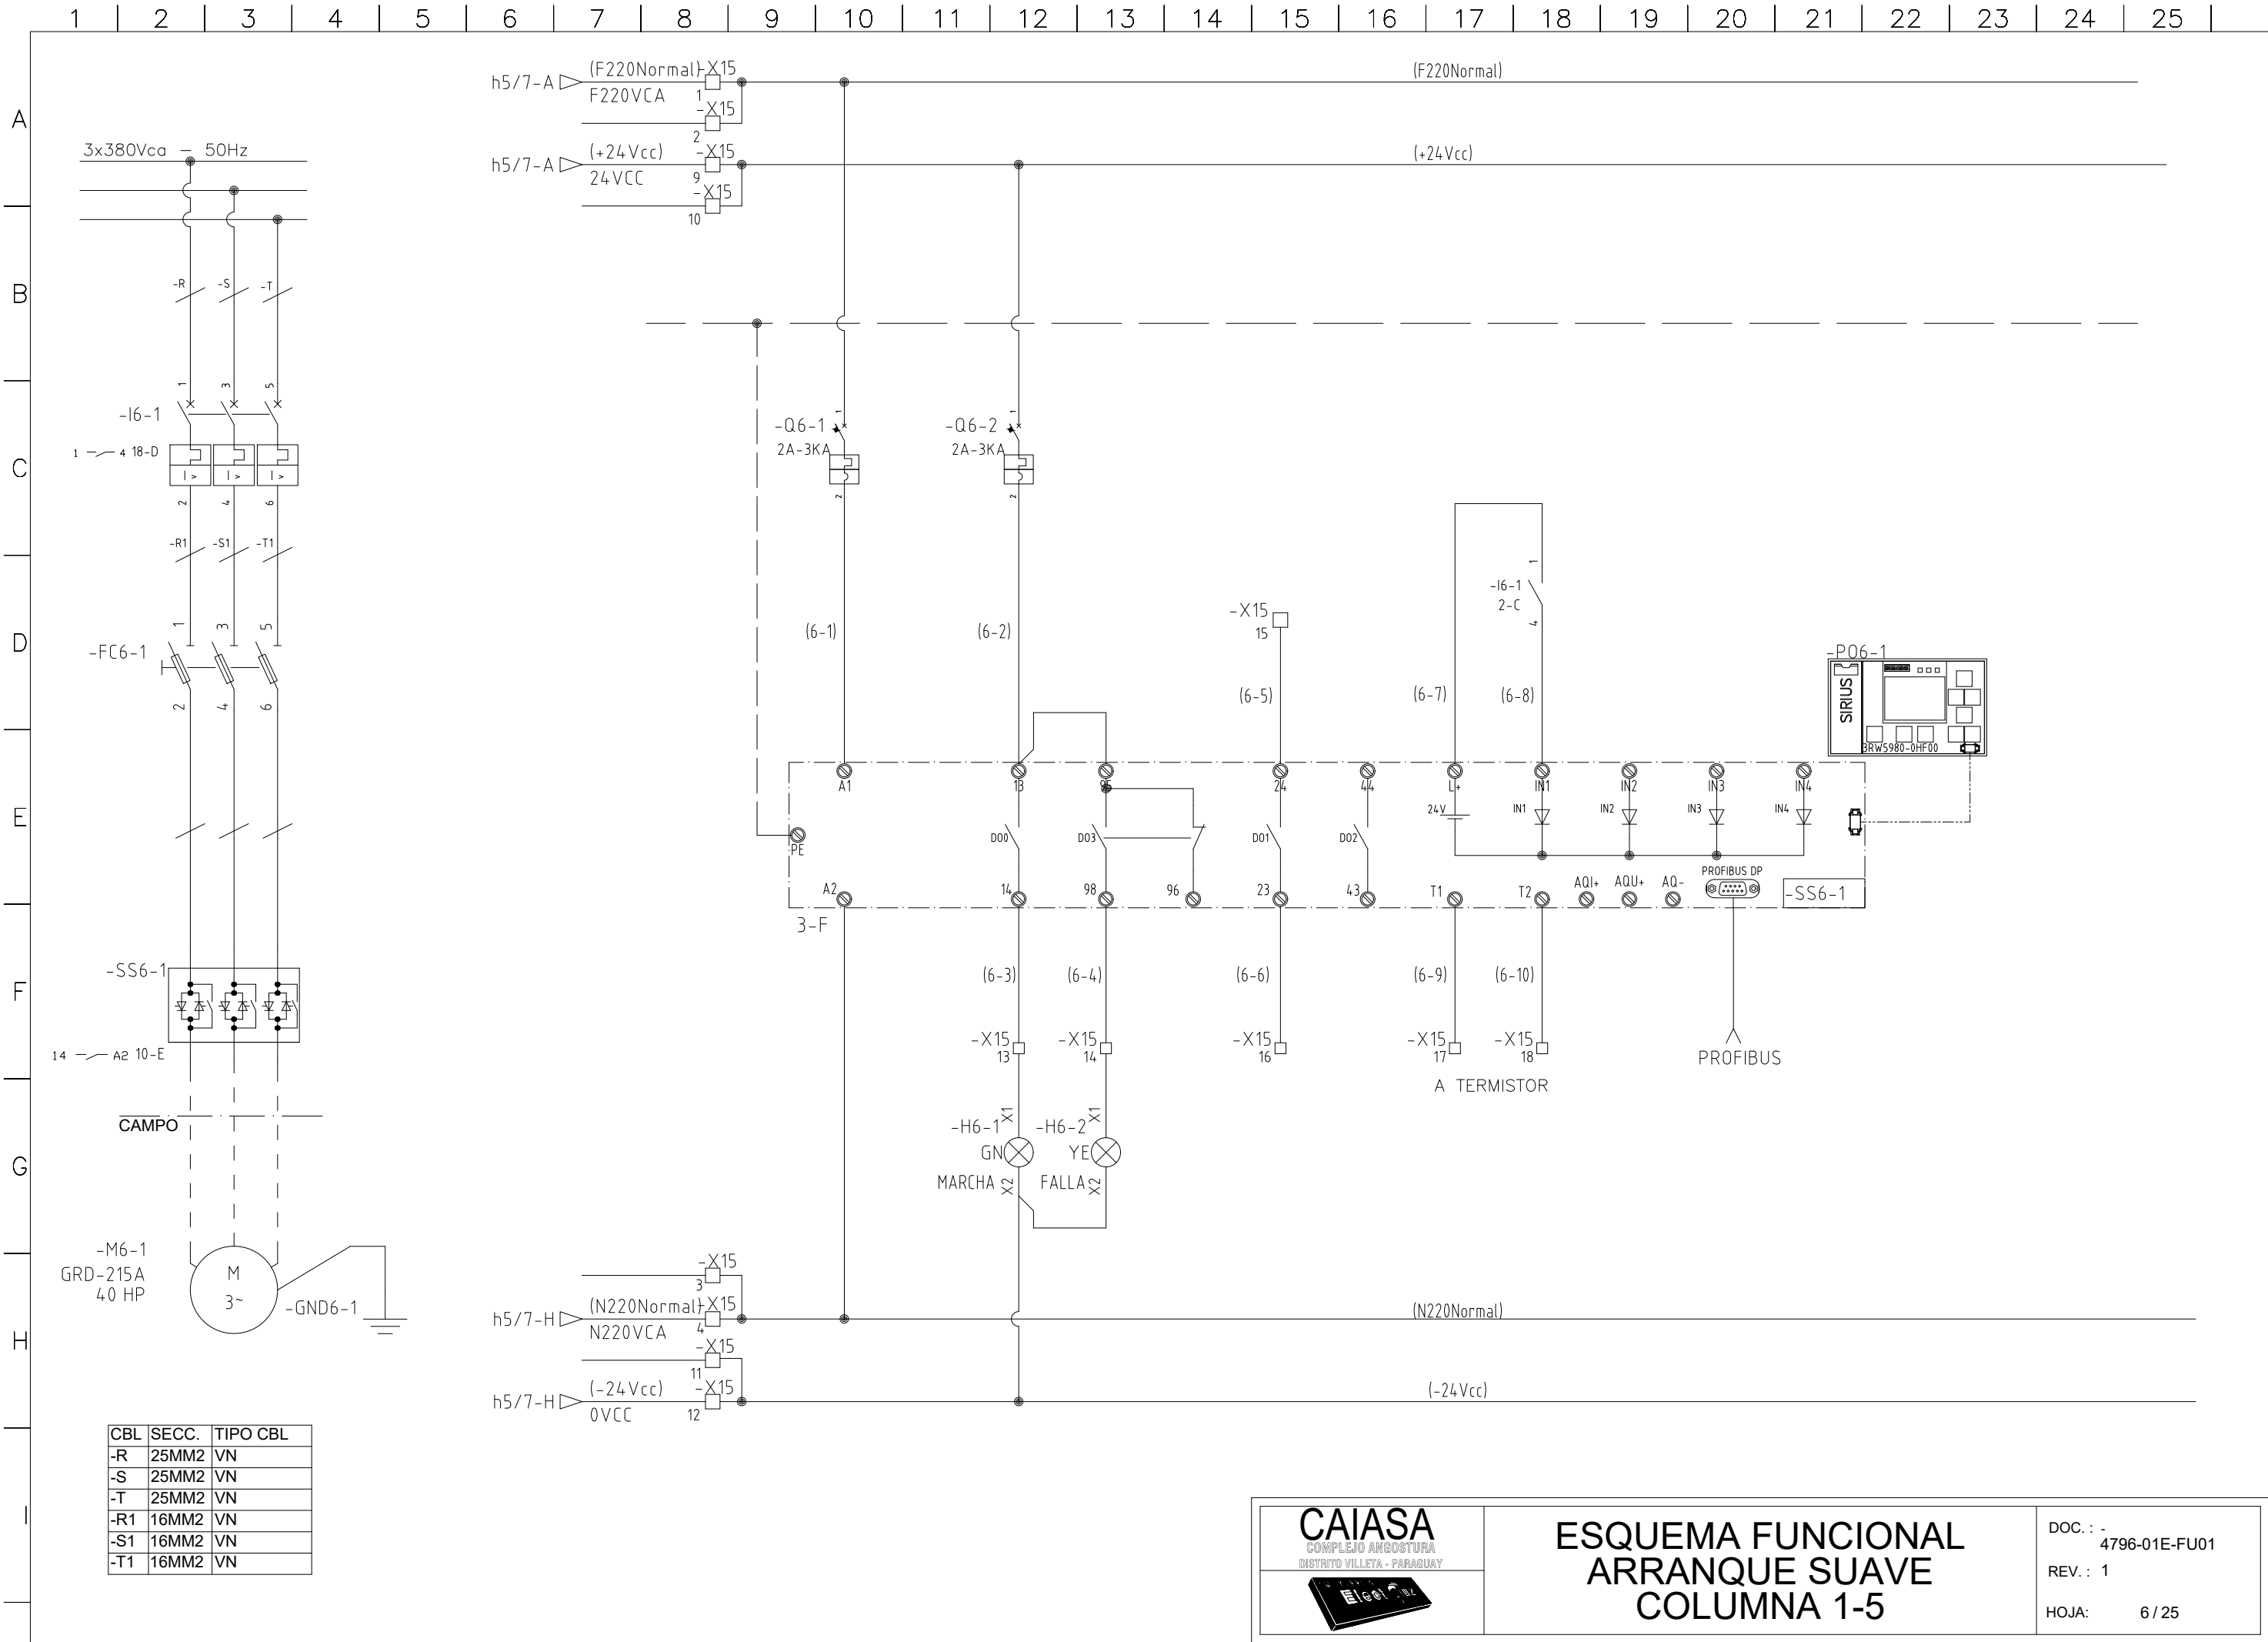 1 2 3 4 5 6 7 8 9 10 11 12 13 14 15 16 17 18 19 20 21 22 23 24 25
A
B
C
D
E
F
G
H
I
3x380Vca - 50Hz
-R -S -T
1 3 5
-I6-1
1 4 18-D
I> I> I>
2 4 6
-R1 -S1 -T1
1 3 5
-FC6-1
2 4 6
-SS6-1
14 A2 10-E
CAMPO
-M6-1
GRD-215A
40 HP
M
3~
-GND6-1
h5/7-A (F220Normal) -X15
F220VCA 1
-X15
2
h5/7-A (+24Vcc) -X15
24VCC 9
-X15
10
(F220Normal)
(+24Vcc)
-Q6-1 1
2A-3KA
2
-Q6-2 1
2A-3KA
2
(6-1)
(6-2)
-X15
15
(6-5)
(6-7)
(6-8)
1
-I6-1
2-C
4
-P06-1
SIRIUS
3RW5980-0HF00
A1 13 95 24 44 L+ IN1 IN2 IN3 IN4
24V IN1 IN2 IN3 IN4
DO0 DO3 DO1 DO2
PE
PROFIBUS DP
A2 14 98 96 23 43 T1 T2 AQI+ AQU+ AQ-
-SS6-1
3-F
(6-3) (6-4) (6-6) (6-9) (6-10)
-X15
13
-X15
14
-X15
16
-X15
17
-X15
18
PROFIBUS
A TERMISTOR
-H6-1 X1
GN
MARCHA X2
-H6-2 X1
YE
FALLA X2
-X15
3
h5/7-H (N220Normal) -X15
N220VCA 4
-X15
11
h5/7-H (-24Vcc) -X15
0VCC 12
(N220Normal)
(-24Vcc)
CBL SECC. TIPO CBL
-R 25MM2 VN
-S 25MM2 VN
-T 25MM2 VN
-R1 16MM2 VN
-S1 16MM2 VN
-T1 16MM2 VN
CAIASA
COMPLEJO ANGOSTURA
DISTRITO VILLETA - PARAGUAY
ESQUEMA FUNCIONAL
ARRANQUE SUAVE
COLUMNA 1-5
DOC. : -
4796-01E-FU01
REV. : 1
HOJA: 6 / 25